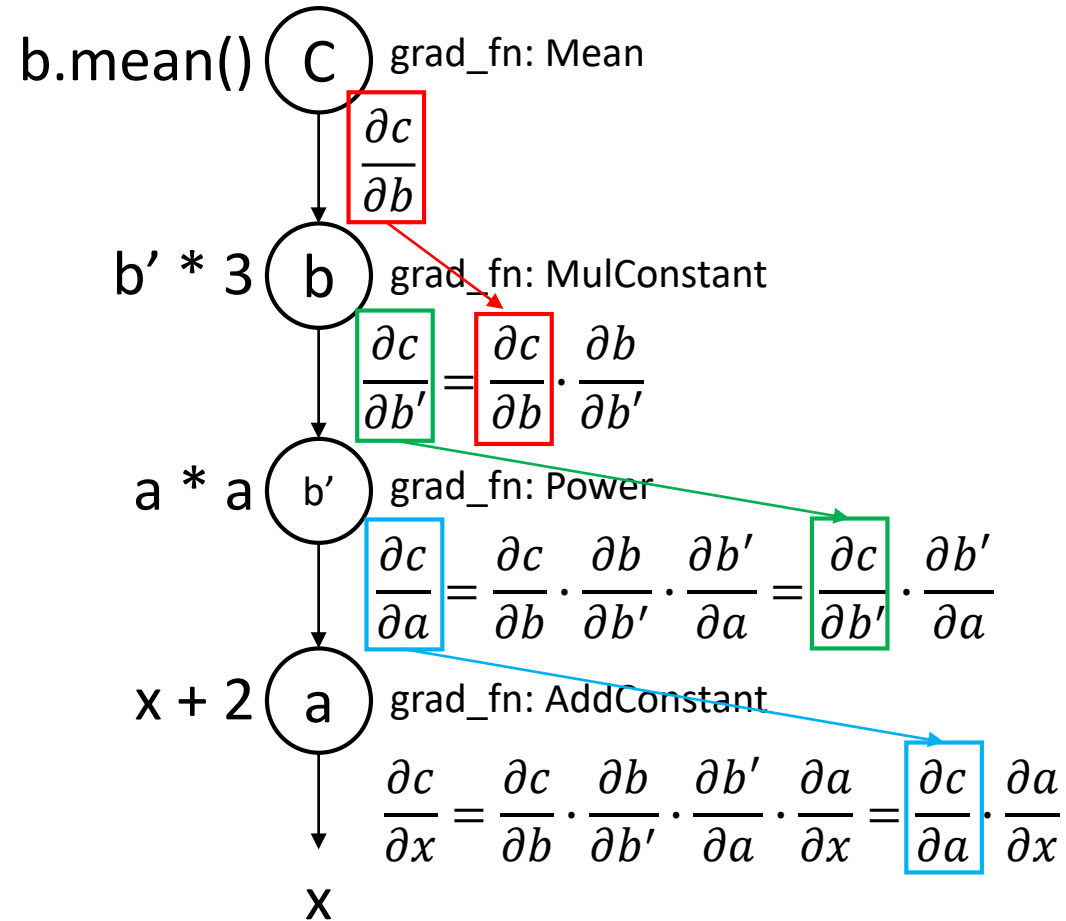 b.mean() C grad_fn: Mean
∂c/∂b
b′ * 3 b grad_fn: MulConstant
∂c/∂b′ = ∂c/∂b · ∂b/∂b′
a * a b′ grad_fn: Power
∂c/∂a = ∂c/∂b · ∂b/∂b′ · ∂b′/∂a = ∂c/∂b′ · ∂b′/∂a
x + 2 a grad_fn: AddConstant
∂c/∂x = ∂c/∂b · ∂b/∂b′ · ∂b′/∂a · ∂a/∂x = ∂c/∂a · ∂a/∂x
x